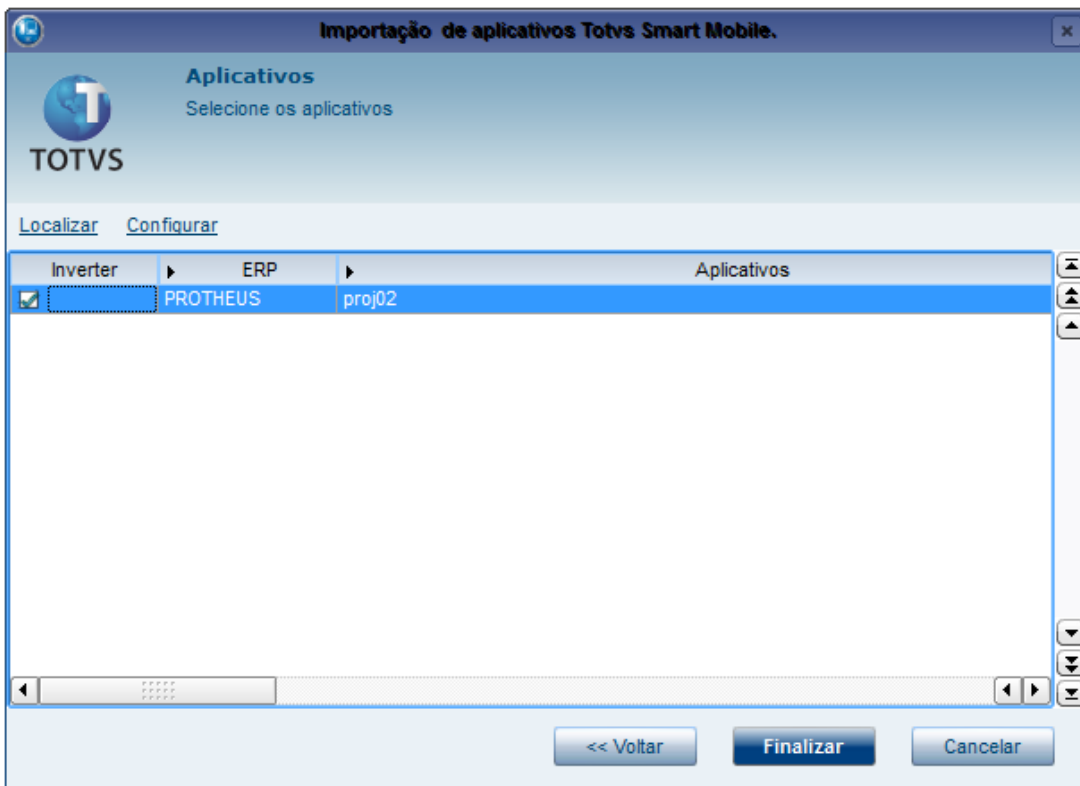 Importação de aplicativos Totvs Smart Mobile.
Aplicativos
Selecione os aplicativos
T
TOTVS
Localizar Configurar
Inverter ERP Aplicativos
PROTHEUS proj02
<< Voltar Finalizar Cancelar